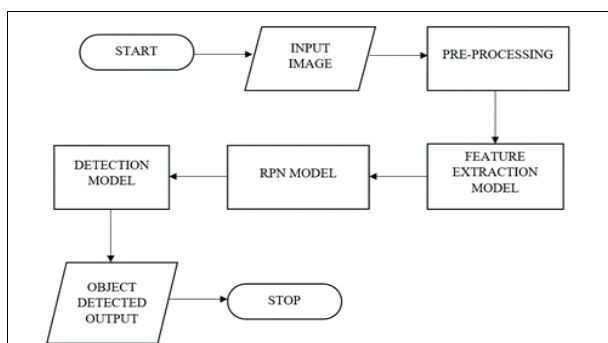 START
INPUT
IMAGE
PRE-PROCESSING
FEATURE
EXTRACTION
MODEL
RPN MODEL
DETECTION
MODEL
OBJECT
DETECTED
OUTPUT
STOP